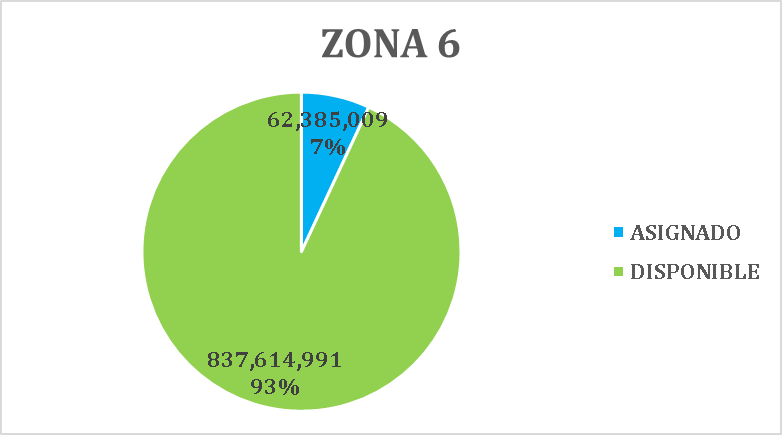 ZONA 6
62,385,009
7%
ASIGNADO
DISPONIBLE
837,614,991
93%